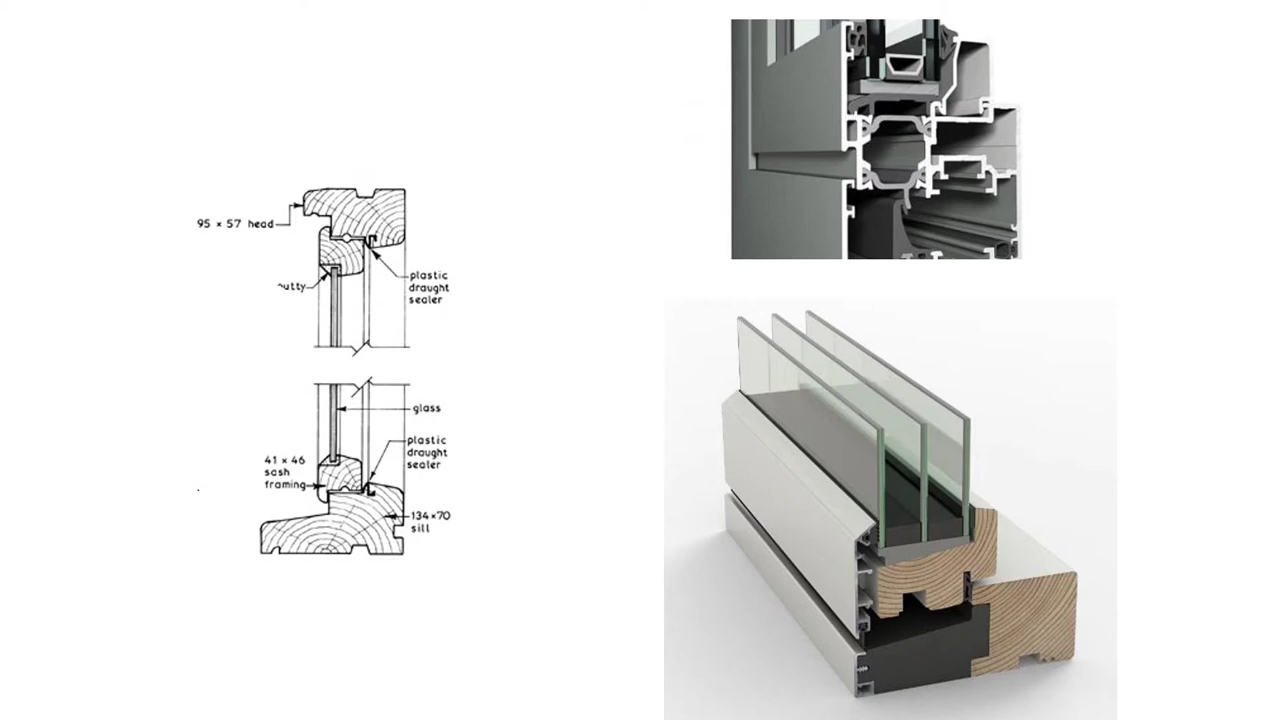 95 × 57 head
plastic
draught
sealer
glass
plastic
draught
sealer
41 × 46
sash
framing
134×70
sill